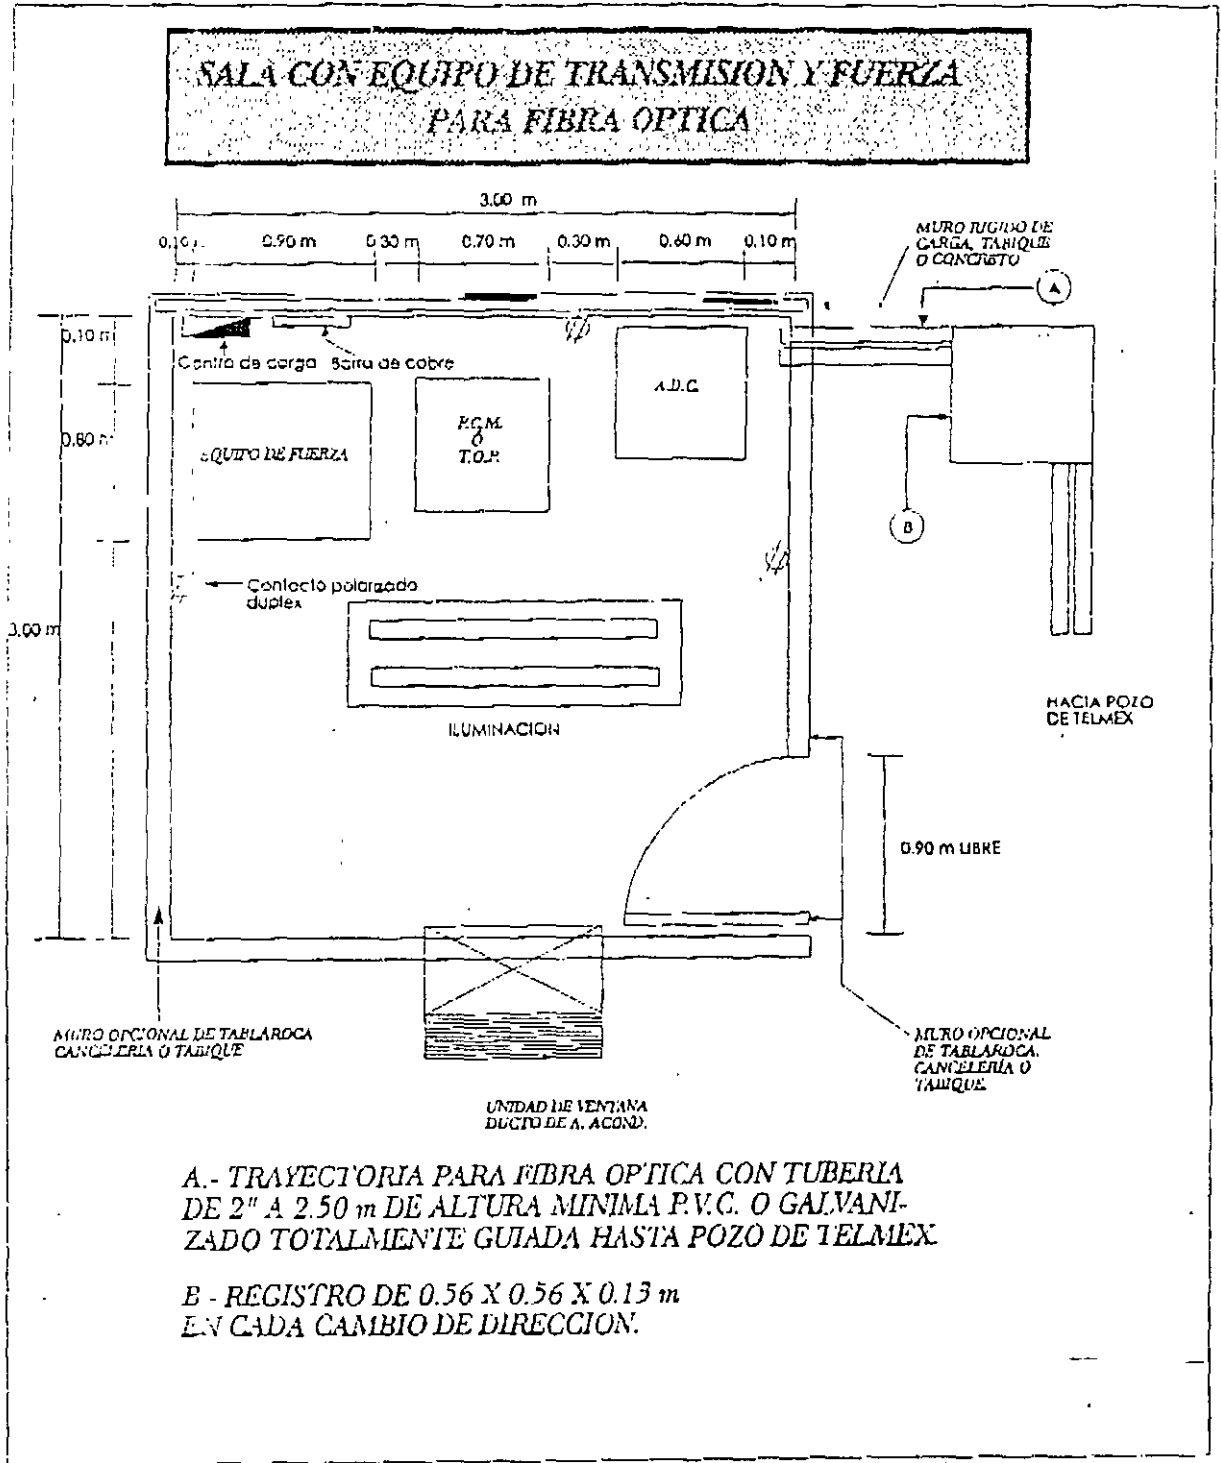 SALA CON EQUIPO DE TRANSMISION Y FUERZA
PARA FIBRA OPTICA
3.00 m
0.10 0.90 m 0.30 m 0.70 m 0.30 m 0.60 m 0.10 m
MURO RIGIDO DE
CARGA, TABIQUE
O CONCRETO
A
0.10 m
Centro de carga Barra de cobre
A.D.C.
P.C.M.
O
T.O.P.
0.80 m
EQUIPO DE FUERZA
B
Contacto polarizado
duplex
3.00 m
ILUMINACION
HACIA POZO
DE TELMEX
0.90 m LIBRE
MURO OPCIONAL DE TABLAROCA
CANCELERIA O TABIQUE
MURO OPCIONAL
DE TABLAROCA,
CANCELERÍA O
TABIQUE
UNIDAD DE VENTANA
DUCTO DE A. ACOND.
A.- TRAYECTORIA PARA FIBRA OPTICA CON TUBERIA
DE 2" A 2.50 m DE ALTURA MINIMA P.V.C. O GALVANI-
ZADO TOTALMENTE GUIADA HASTA POZO DE TELMEX.
B - REGISTRO DE 0.56 X 0.56 X 0.13 m
EN CADA CAMBIO DE DIRECCION.